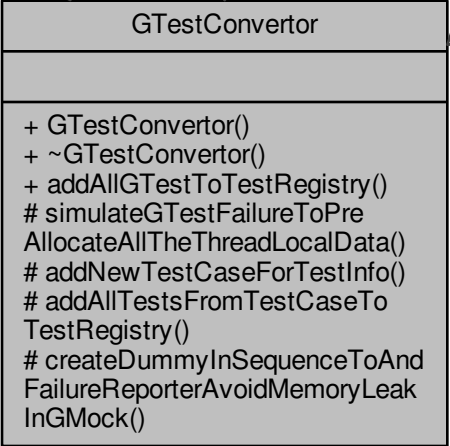 GTestConvertor
+ GTestConvertor()
+ ~GTestConvertor()
+ addAllGTestToTestRegistry()
# simulateGTestFailureToPre
AllocateAllTheThreadLocalData()
# addNewTestCaseForTestInfo()
# addAllTestsFromTestCaseTo
TestRegistry()
# createDummyInSequenceToAnd
FailureReporterAvoidMemoryLeak
InGMock()